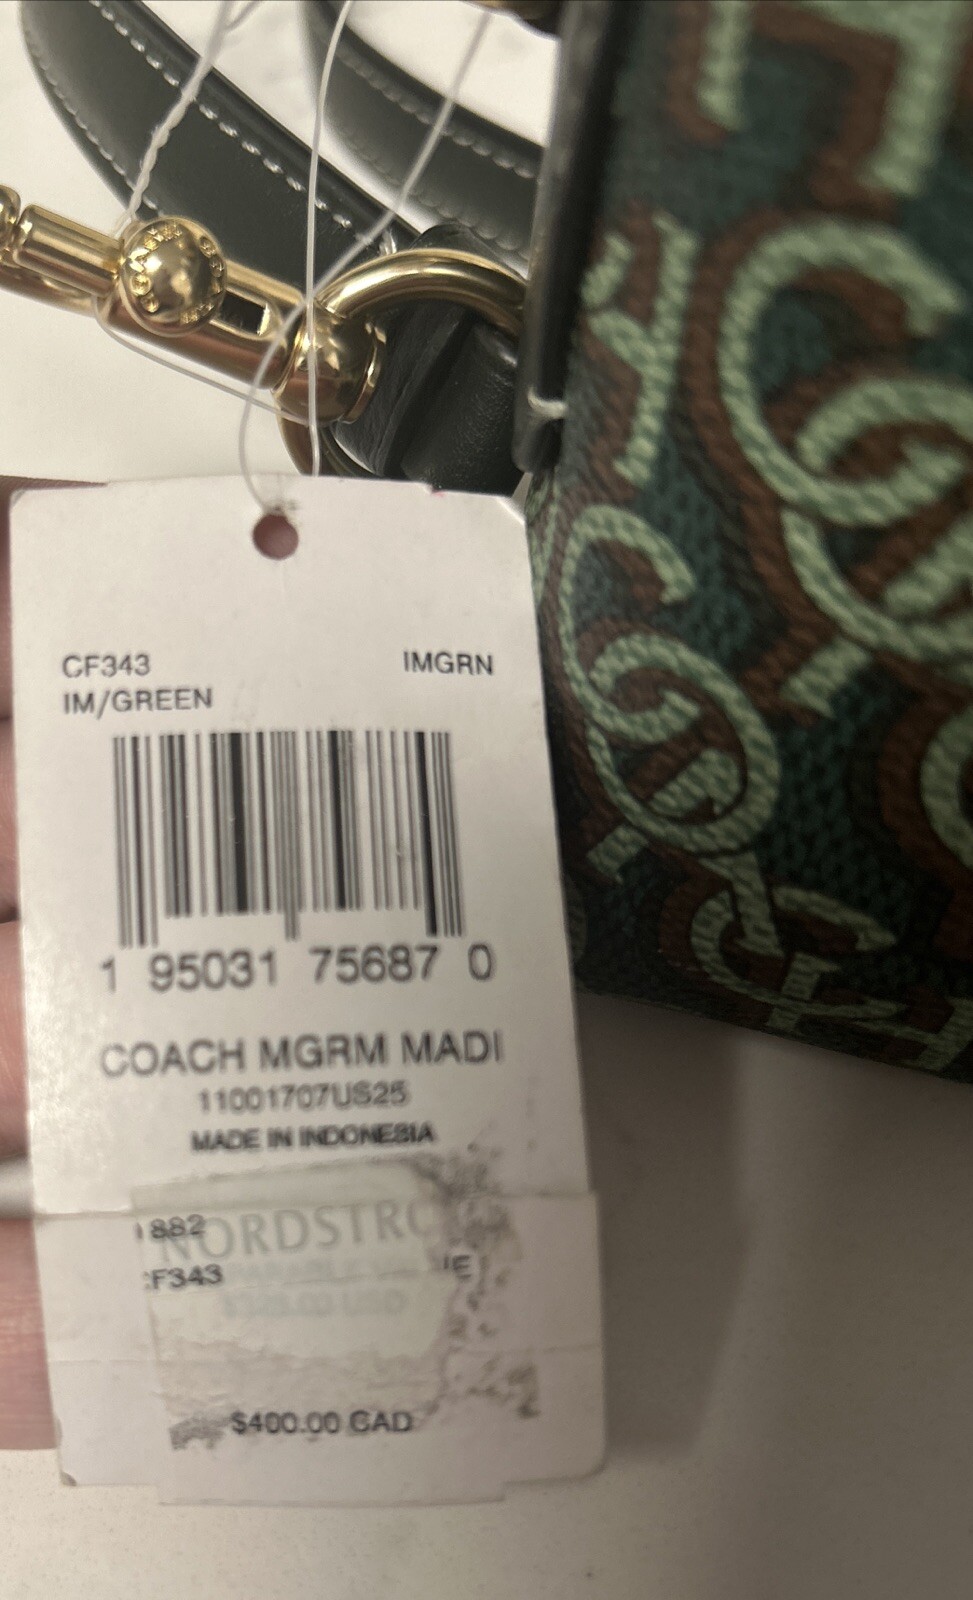 CF343 IMGRN
IM/GREEN
1 95031 75687 0
COACH MGRM MADI
11001707US25
MADE IN INDONESIA
1882
NORDSTRO
CF343
$400.00 CAD